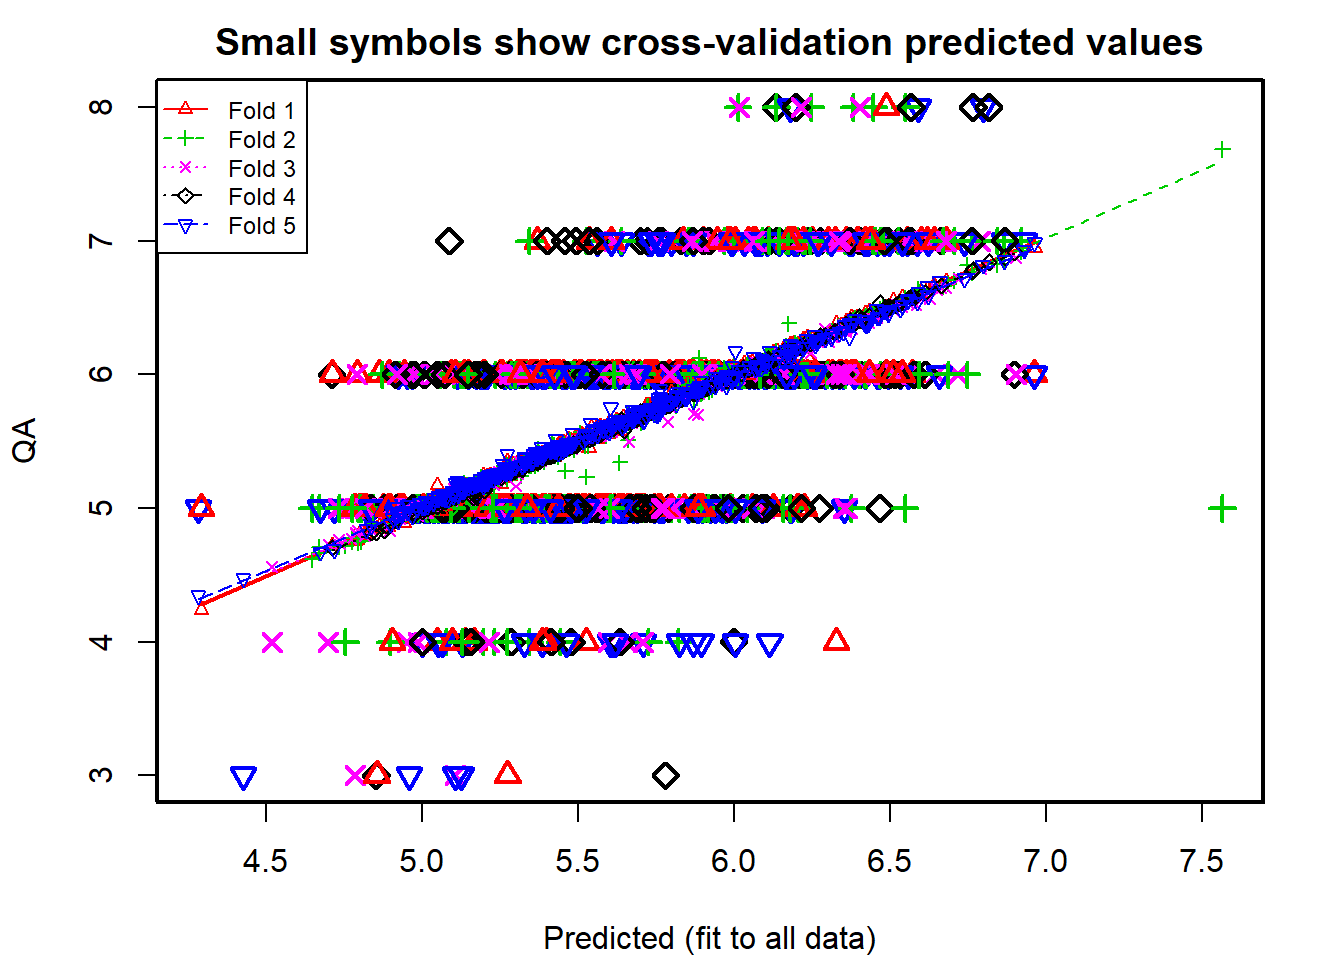 Small symbols show cross-validation predicted values
Fold 1
Fold 2
Fold 3
Fold 4
Fold 5
QA
8
7
6
5
4
3
4.5 5.0 5.5 6.0 6.5 7.0 7.5
Predicted (fit to all data)